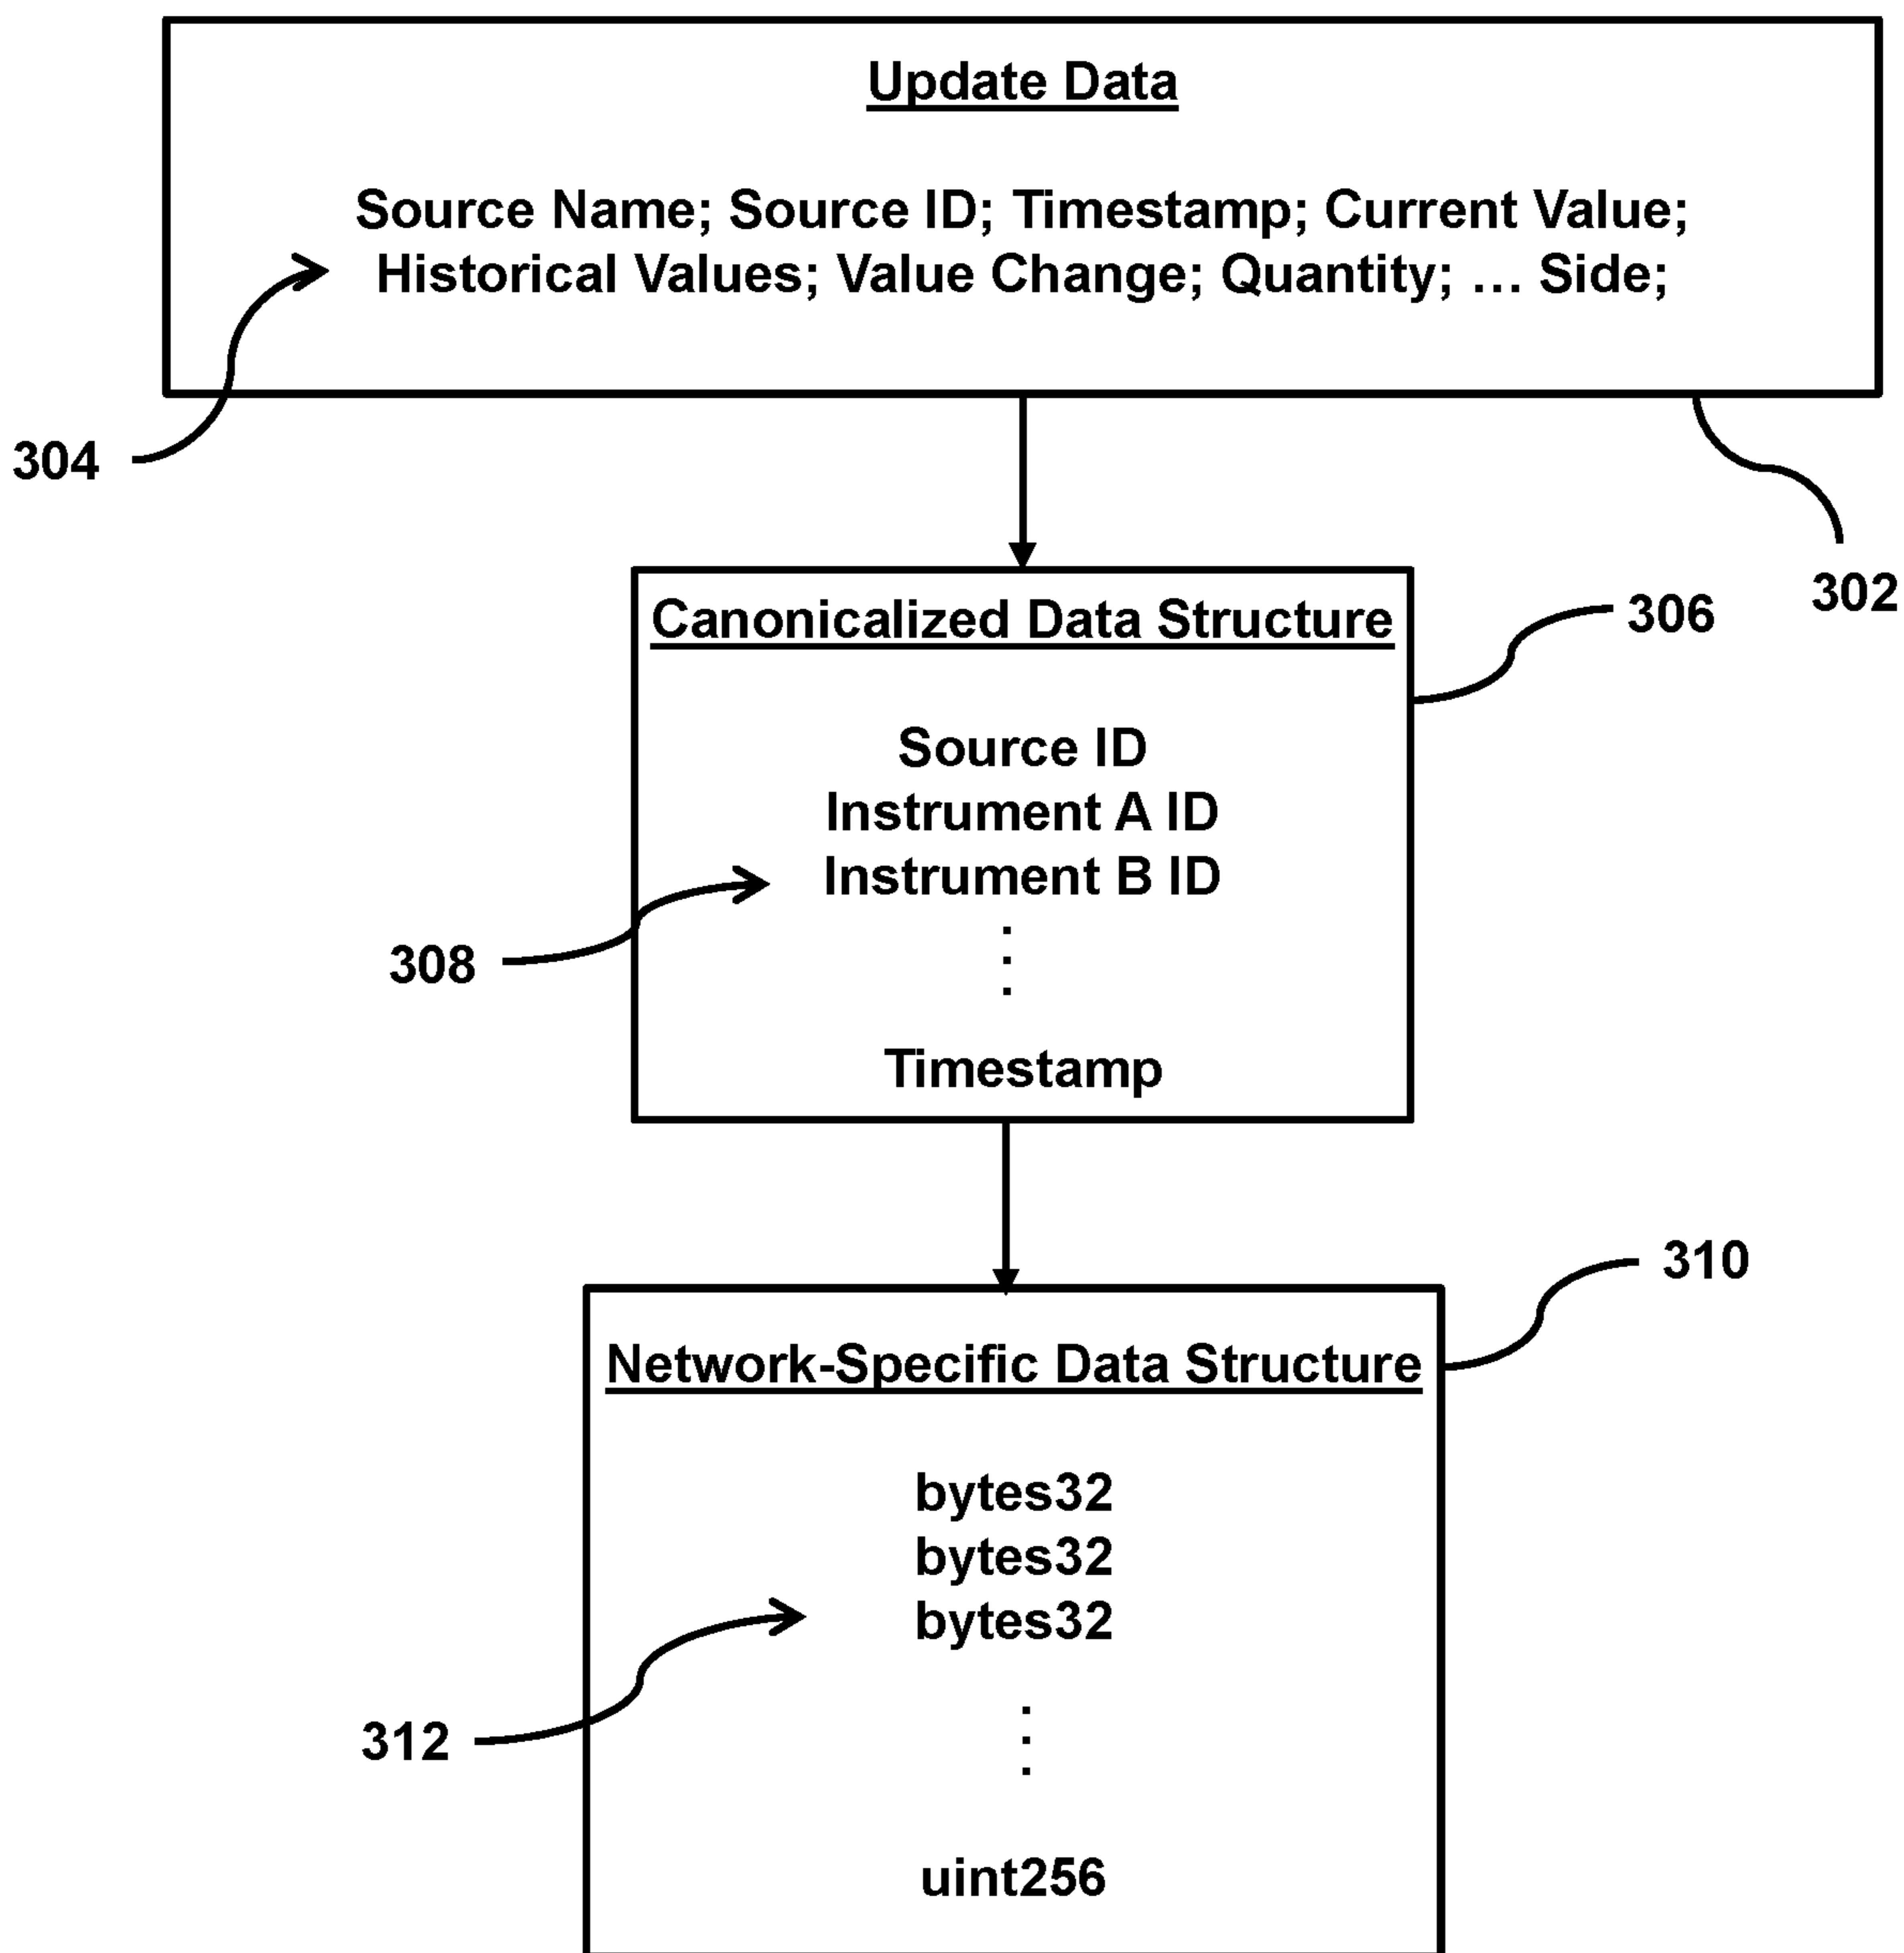 Update Data
Source Name; Source ID; Timestamp; Current Value;
Historical Values; Value Change; Quantity; ... Side;
304
302
Canonicalized Data Structure
306
Source ID
Instrument A ID
Instrument B ID
308
Timestamp
310
Network-Specific Data Structure
bytes32
bytes32
bytes32
312
uint256